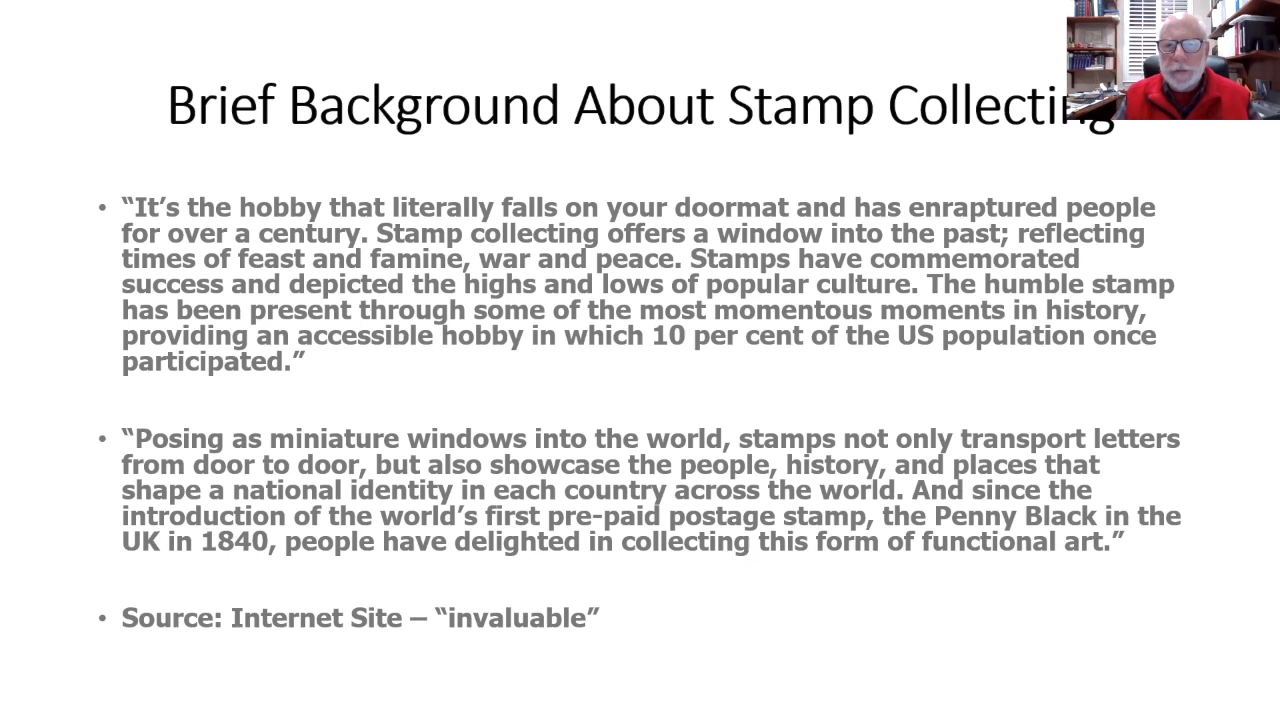 Brief Background About Stamp Collecting
• “It’s the hobby that literally falls on your doormat and has enraptured people
for over a century. Stamp collecting offers a window into the past; reflecting
times of feast and famine, war and peace. Stamps have commemorated
success and depicted the highs and lows of popular culture. The humble stamp
has been present through some of the most momentous moments in history,
providing an accessible hobby in which 10 per cent of the US population once
participated.”
• “Posing as miniature windows into the world, stamps not only transport letters
from door to door, but also showcase the people, history, and places that
shape a national identity in each country across the world. And since the
introduction of the world’s first pre-paid postage stamp, the Penny Black in the
UK in 1840, people have delighted in collecting this form of functional art.”
• Source: Internet Site – “invaluable”